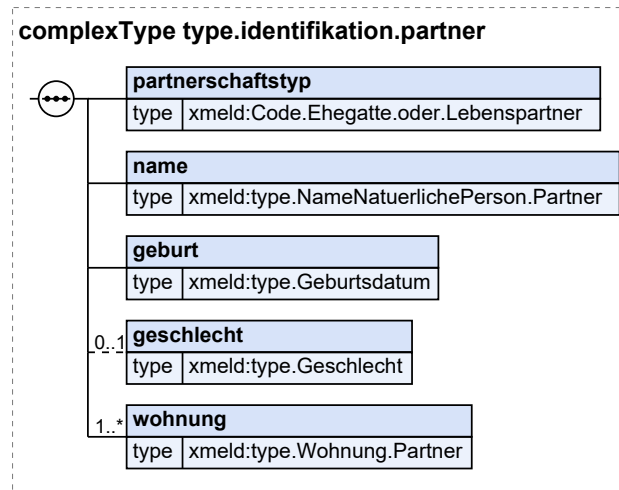 complexType type.identifikation.partner
partnerschaftstyp
type xmeld:Code.Ehegatte.oder.Lebenspartner
name
type xmeld:type.NameNatuerlichePerson.Partner
geburt
type xmeld:type.Geburtsdatum
0..1 geschlecht
type xmeld:type.Geschlecht
1..* wohnung
type xmeld:type.Wohnung.Partner